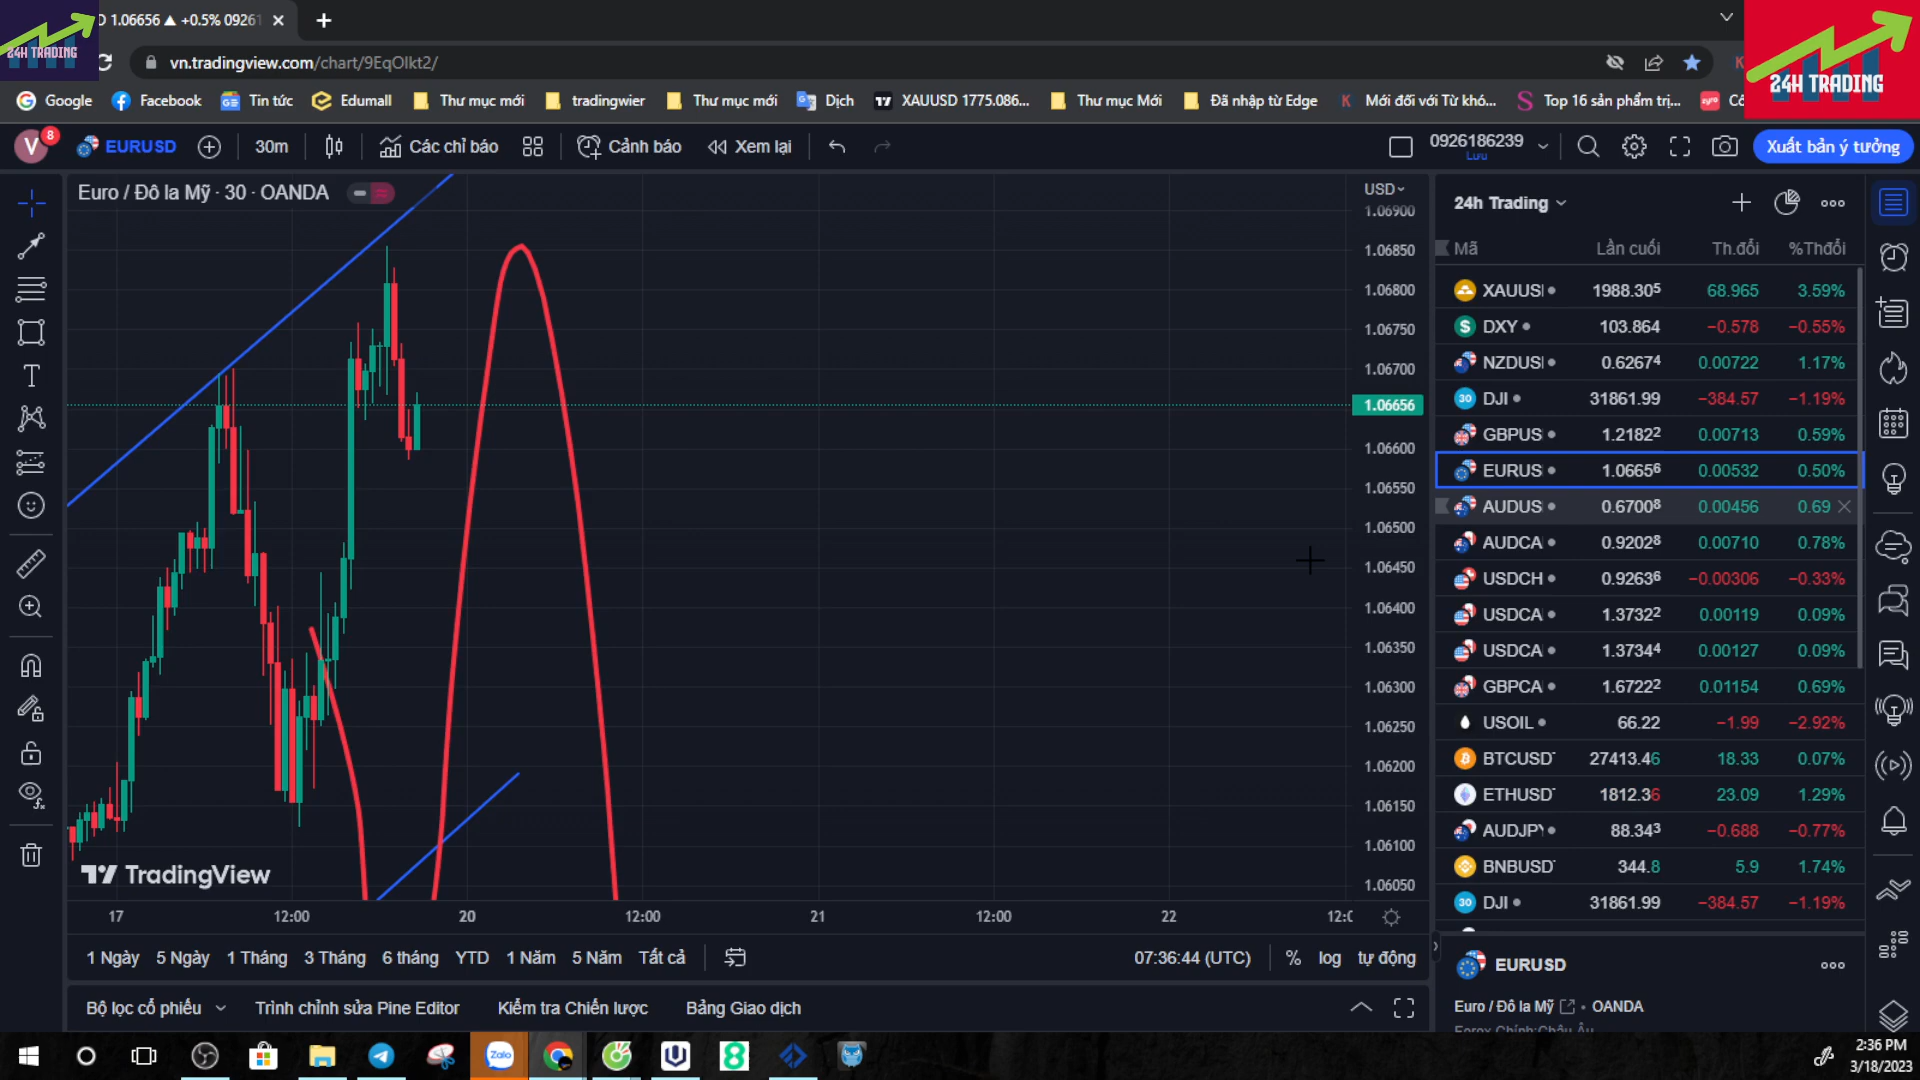 D 1.06656 ▲ +0.5% 09261
24H TRADING
vn.tradingview.com/chart/9EqOlkt2/
24H TRADING
Google
Facebook
Tin tức
Edumall
Thư mục mới
tradingwier
Thư mục mới
Dịch
XAUUSD 1775.086...
Thư mục Mới
Đã nhập từ Edge
Mới đối với Từ khó...
Top 16 sản phẩm trị...
V 8
EURUSD
30m
Các chỉ báo
Cảnh báo
Xem lại
0926186239
Lưu
Xuất bản ý tưởng
Euro / Đô la Mỹ · 30 · OANDA
USD
1.06900
1.06850
1.06800
1.06750
1.06700
1.06656
1.06600
1.06550
1.06500
1.06450
1.06400
1.06350
1.06300
1.06250
1.06200
1.06150
1.06100
1.06050
TradingView
17 12:00 20 12:00 21 12:00 22 12:0
1 Ngày 5 Ngày 1 Tháng 3 Tháng 6 tháng YTD 1 Năm 5 Năm Tất cả
07:36:44 (UTC) % log tự động
Bộ lọc cổ phiếu
Trình chỉnh sửa Pine Editor
Kiểm tra Chiến lược
Bảng Giao dịch
24h Trading
Mã Lần cuối Th.đổi %Thđổi
XAUUS 1988.305 68.965 3.59%
DXY 103.864 −0.578 −0.55%
NZDUS 0.62674 0.00722 1.17%
30 DJI 31861.99 −384.57 −1.19%
GBPUS 1.21822 0.00713 0.59%
EURUS 1.06656 0.00532 0.50%
AUDUS 0.67008 0.00456 0.69
AUDCA 0.92028 0.00710 0.78%
USDCH 0.92636 −0.00306 −0.33%
USDCA 1.37322 0.00119 0.09%
USDCA 1.37344 0.00127 0.09%
GBPCA 1.67222 0.01154 0.69%
USOIL 66.22 −1.99 −2.92%
BTCUSD 27413.46 18.33 0.07%
ETHUSD 1812.36 23.09 1.29%
AUDJP 88.343 −0.688 −0.77%
BNBUSD 344.8 5.9 1.74%
30 DJI 31861.99 −384.57 −1.19%
EURUSD
Euro / Đô la Mỹ · OANDA
Zalo
2:36 PM
3/18/2023